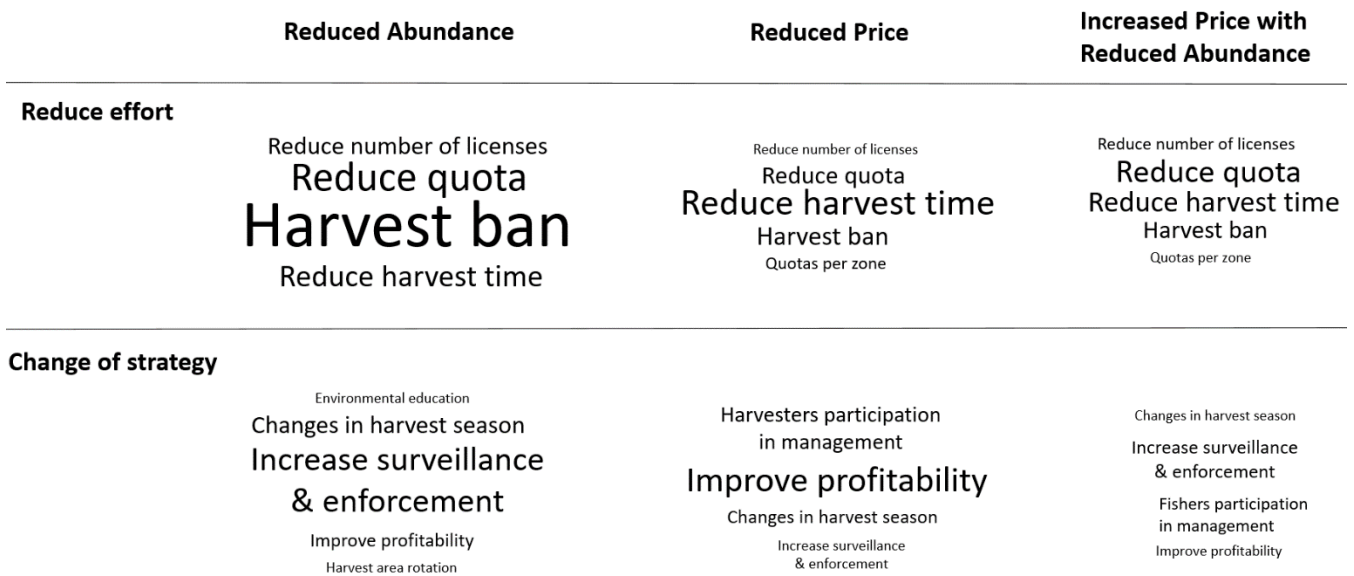 Reduced Abundance
Reduced Price
Increased Price with
Reduced Abundance
Reduce effort
Reduce number of licenses
Reduce quota
Harvest ban
Reduce harvest time
Reduce number of licenses
Reduce quota
Reduce harvest time
Harvest ban
Quotas per zone
Reduce number of licenses
Reduce quota
Reduce harvest time
Harvest ban
Quotas per zone
Change of strategy
Environmental education
Changes in harvest season
Increase surveillance
& enforcement
Improve profitability
Harvest area rotation
Harvesters participation
in management
Improve profitability
Changes in harvest season
Increase surveillance
& enforcement
Changes in harvest season
Increase surveillance
& enforcement
Fishers participation
in management
Improve profitability